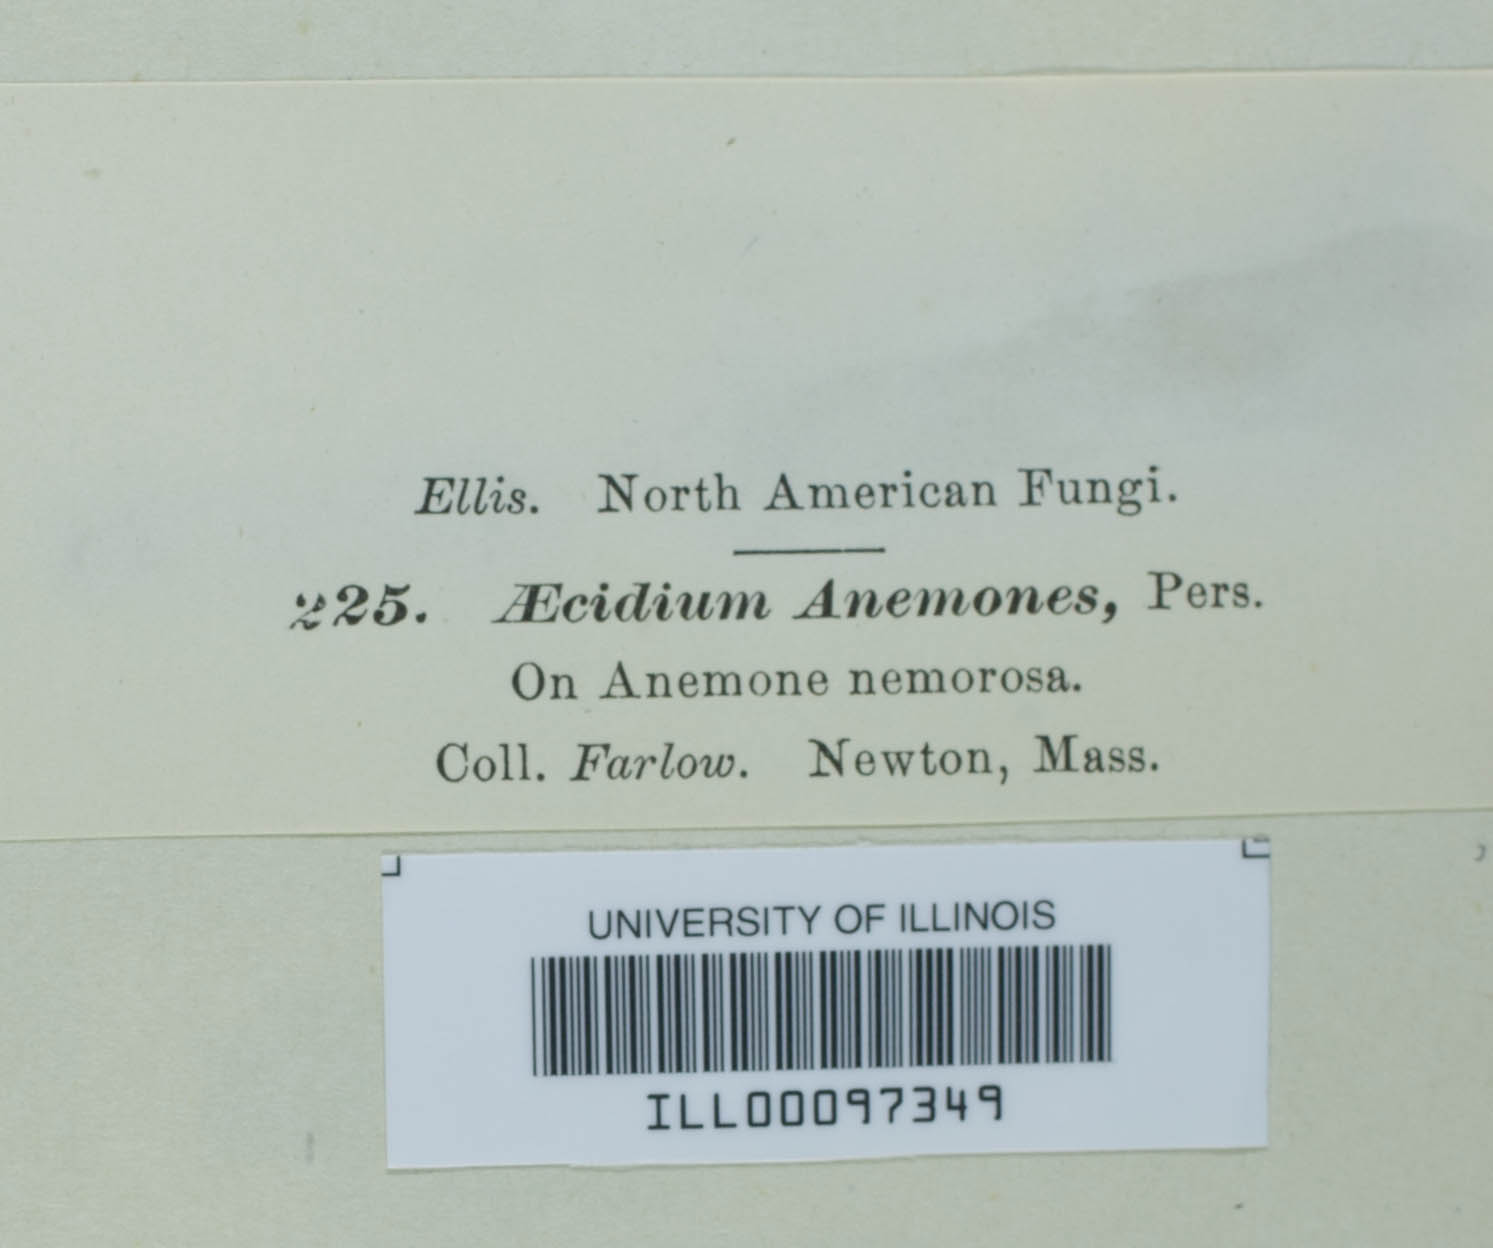 Ellis. North American Fungi.
225. Æcidium Anemones, Pers.
On Anemone nemorosa.
Coll. Farlow. Newton, Mass.
UNIVERSITY OF ILLINOIS
ILL00097349